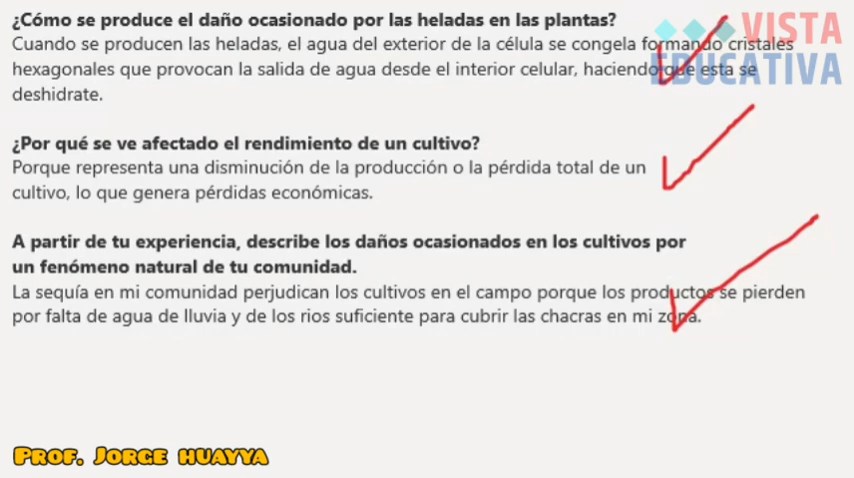 ¿Cómo se produce el daño ocasionado por las heladas en las plantas?
Cuando se producen las heladas, el agua del exterior de la célula se congela formando cristales
hexagonales que provocan la salida de agua desde el interior celular, haciendo que esta se
deshidrate.
VISTA
EDUCATIVA
¿Por qué se ve afectado el rendimiento de un cultivo?
Porque representa una disminución de la producción o la pérdida total de un
cultivo, lo que genera pérdidas económicas.
A partir de tu experiencia, describe los daños ocasionados en los cultivos por
un fenómeno natural de tu comunidad.
La sequía en mi comunidad perjudican los cultivos en el campo porque los productos se pierden
por falta de agua de lluvia y de los rios suficiente para cubrir las chacras en mi zona.
PROF. JORGE HUAYYA